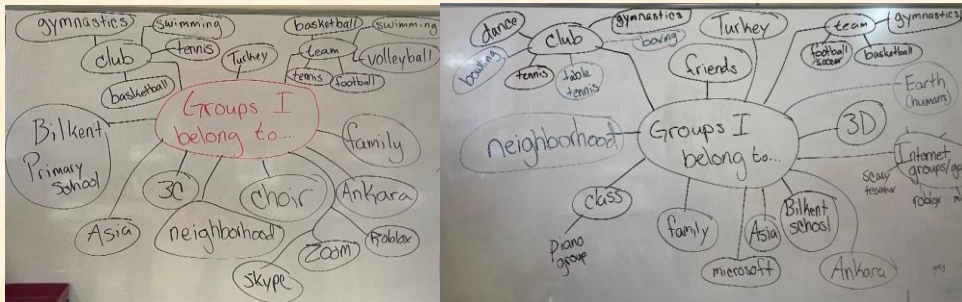 gymnastics
swimming
club
tennis
basketball
Turkey
basketball
swimming
team
volleyball
tennis
football
Groups I
belong to...
Bilkent
Primary
School
family
3C
choir
Ankara
Asia
neighborhood
Roblox
Zoom
skype
dance
club
gymnastics
boxing
bowling
tennis
table
tennis
Turkey
friends
team
gymnastics
football
soccer
basketball
Earth
(humans)
neighborhood
Groups I
belong to...
3D
Internet
scary
teacher
roblox
class
Piano
group
family
Asia
Bilkent
school
microsoft
Ankara